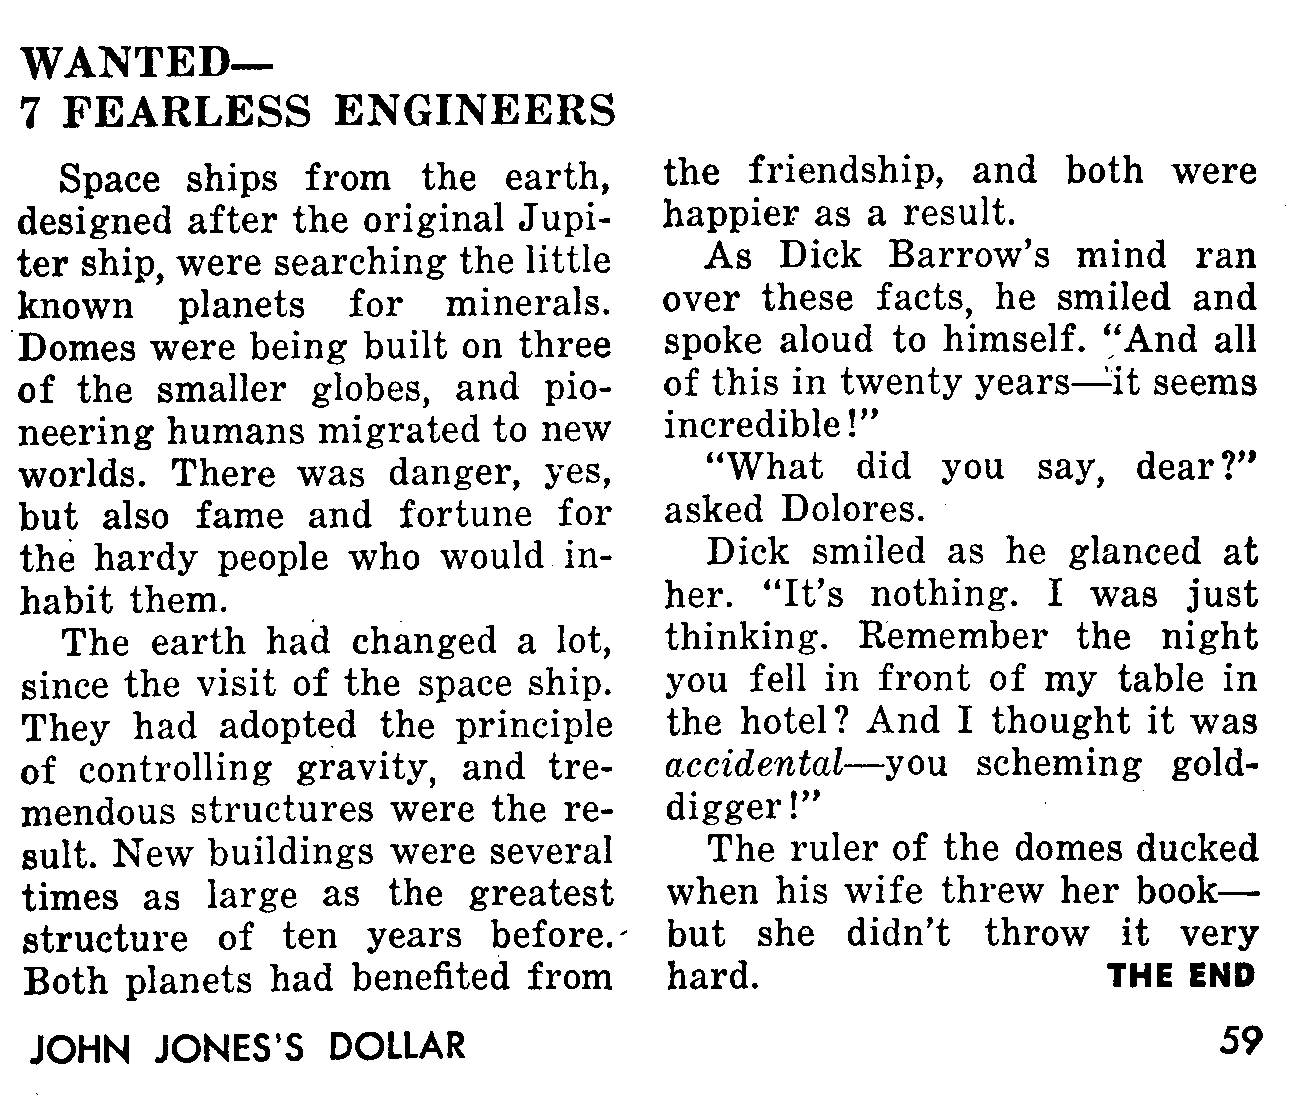 WANTED—
7 FEARLESS ENGINEERS
Space ships from the earth,
designed after the original Jupi-
ter ship, were searching the little
known planets for minerals.
Domes were being built on three
of the smaller globes, and pio-
neering humans migrated to new
worlds. There was danger, yes,
but also fame and fortune for
the hardy people who would in-
habit them.
The earth had changed a lot,
since the visit of the space ship.
They had adopted the principle
of controlling gravity, and tre-
mendous structures were the re-
sult. New buildings were several
times as large as the greatest
structure of ten years before.
Both planets had benefited from
the friendship, and both were
happier as a result.
As Dick Barrow's mind ran
over these facts, he smiled and
spoke aloud to himself. “And all
of this in twenty years—it seems
incredible!”
“What did you say, dear?”
asked Dolores.
Dick smiled as he glanced at
her. “It's nothing. I was just
thinking. Remember the night
you fell in front of my table in
the hotel? And I thought it was
accidental—you scheming gold-
digger!”
The ruler of the domes ducked
when his wife threw her book—
but she didn't throw it very
hard. THE END
JOHN JONES'S DOLLAR 59